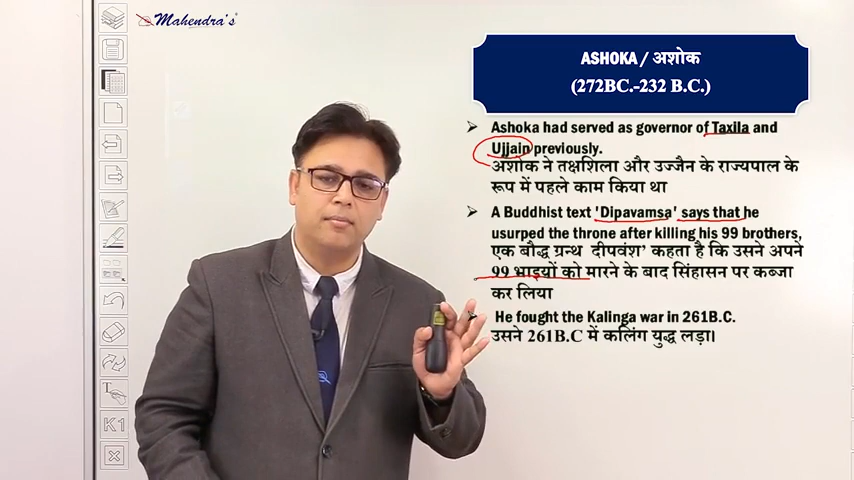 Mahendra's
ASHOKA / अशोक
(272BC.-232 B.C.)
Ashoka had served as governor of Taxila and
Ujjain previously.
अशोक ने तक्षशिला और उज्जैन के राज्यपाल के
रूप में पहले काम किया था
A Buddhist text 'Dipavamsa' says that he
usurped the throne after killing his 99 brothers,
एक बौद्ध ग्रन्थ दीपवंश’ कहता है कि उसने अपने
99 भाइयों को मारने के बाद सिंहासन पर कब्जा
कर लिया
He fought the Kalinga war in 261B.C.
उसने 261B.C में कलिंग युद्ध लड़ा।
K1